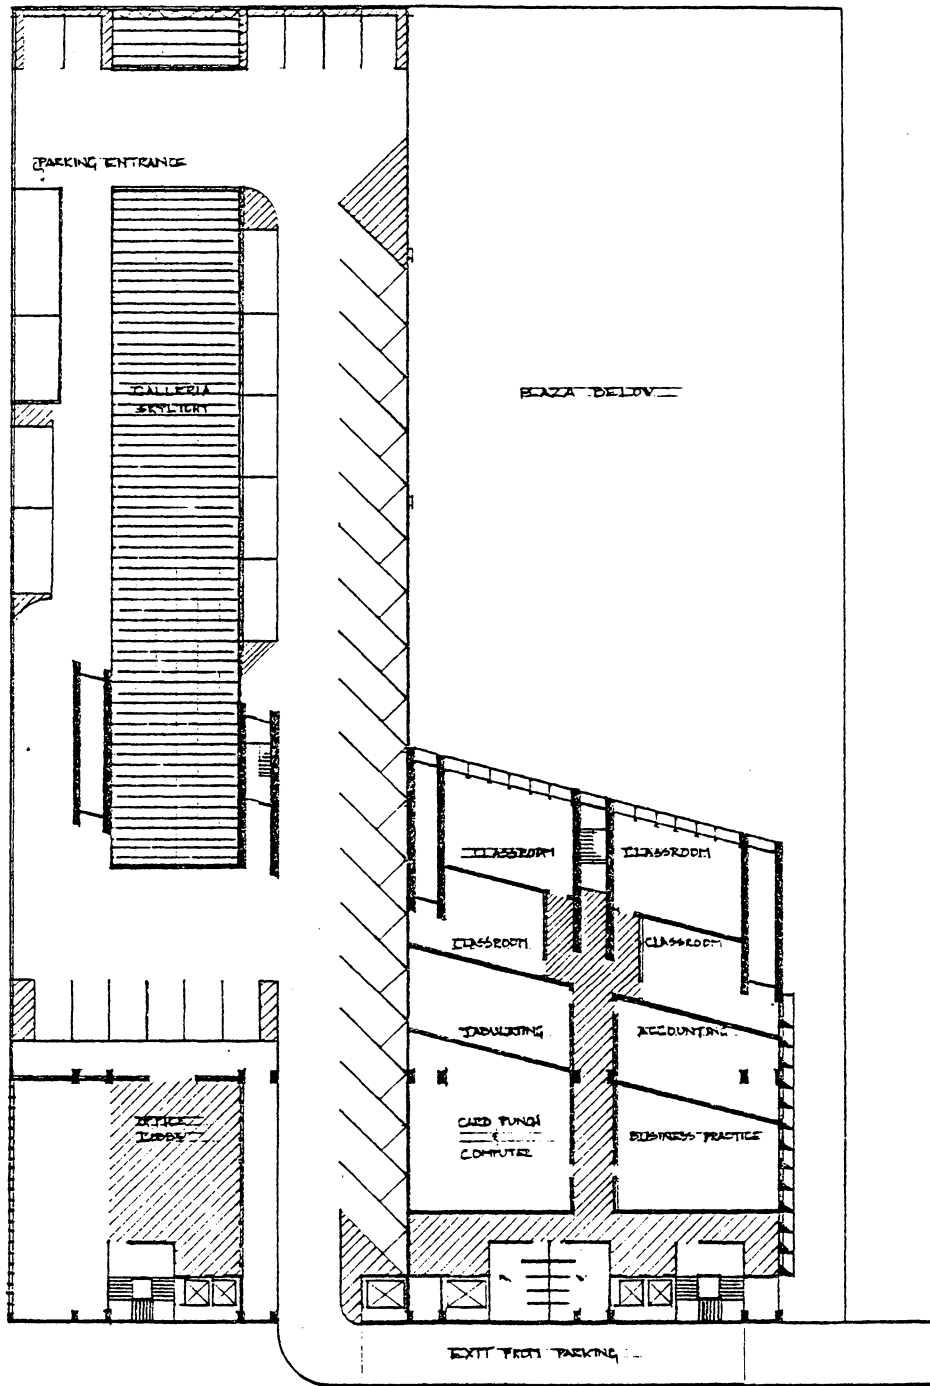 PARKING ENTRANCE
GALLERIA
SKYLIGHT
PLAZA BELOW
CLASSROOM
CLASSROOM
CLASSROOM
CLASSROOM
TABULATING
ACCOUNTING
OFFICE
LOBBY
CARD PUNCH
&
COMPUTER
BUSINESS PRACTICE
EXIT FROM PARKING